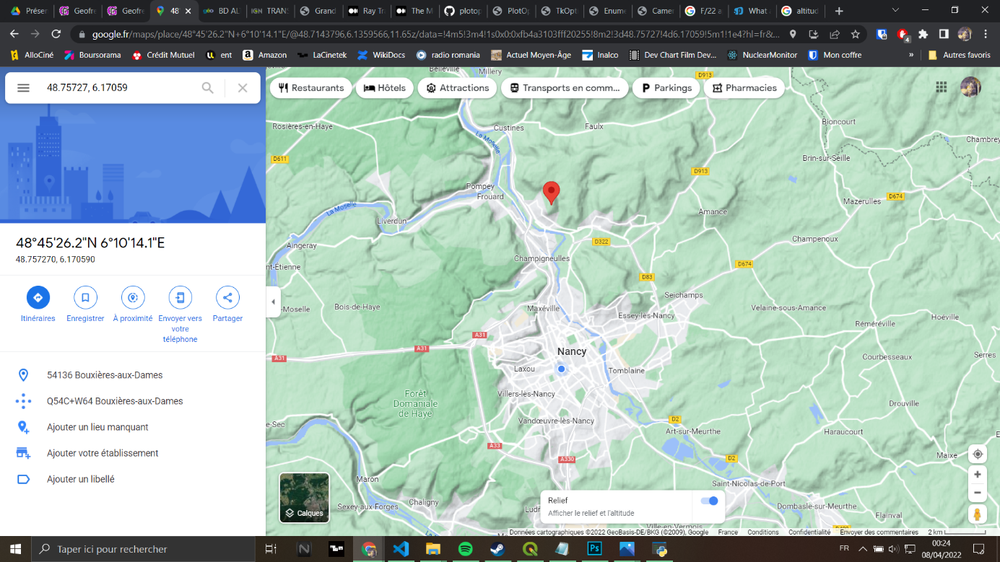 Préser
Geofre
Geofre
48
BD AL
IGN TRANS
Grand
Ray Tra
The M
plotop
PlotOp
TkOpti
Enume
Camer
F/22 a
What a
altitud
google.fr/maps/place/48°45'26.2"N+6°10'14.1"E/@48.7143796,6.1359566,11.65z/data=!4m5!3m4!1s0x0:0xfb4a3103fff20255!8m2!3d48.75727!4d6.17059!5m1!1e4?hl=fr&...
4
AlloCiné
Boursorama
Crédit Mutuel
ent
Amazon
LaCinetek
WikiDocs
radio romania
Actuel Moyen-Âge
Inalco
Dev Chart Film Dev...
NuclearMonitor
Mon coffre
»
Autres favoris
48.75727, 6.17059
Restaurants
Hôtels
Attractions
Transports en comm...
Parkings
Pharmacies
48°45'26.2"N 6°10'14.1"E
48.757270, 6.170590
Itinéraires
Enregistrer
À proximité
Envoyer vers
votre
téléphone
Partager
54136 Bouxières-aux-Dames
Q54C+W64 Bouxières-aux-Dames
Ajouter un lieu manquant
Ajouter votre établissement
Ajouter un libellé
Belleville
Millery
D913
Rosières-en-Haye
Custines
Faulx
Bioncourt
Chambrey
La Moselle
D611
Brin-sur-Seille
D913
Pompey
Frouard
Mazerulles
D674
La Moselle
Liverdun
Amance
Aingeray
D322
Champenoux
nt-Etienne
Champigneulles
D674
D83
Seichamps
-Moselle
Bois-de-Haye
Maxéville
Essey-lès-Nancy
Velaine-sous-Amance
Hoéville
Réméréville
A31
A31
A31
Nancy
Courbesseaux
Serres
Laxou
Tomblaine
Forêt
Domaniale
de Haye
Villers-lès-Nancy
Drouville
Vandœuvre-lès-Nancy
D2
e-Sec
Art-sur-Meurthe
Haraucourt
A33
A330
D2
Maixe
Maron
Saint-Nicolas-de-Port
Chaligny
Sexey-aux-Forges
Dombasle-sur-Meurthe
Flainval
Ludr
Ville-en-Vermois
Calques
Relief
Afficher le relief et l'altitude
Données cartographiques ©2022 GeoBasis-DE/BKG (©2009), Google
France
Conditions
Confidentialité
Envoyer des commentaires
2 km
Taper ici pour rechercher
Ps
FR
00:24
08/04/2022